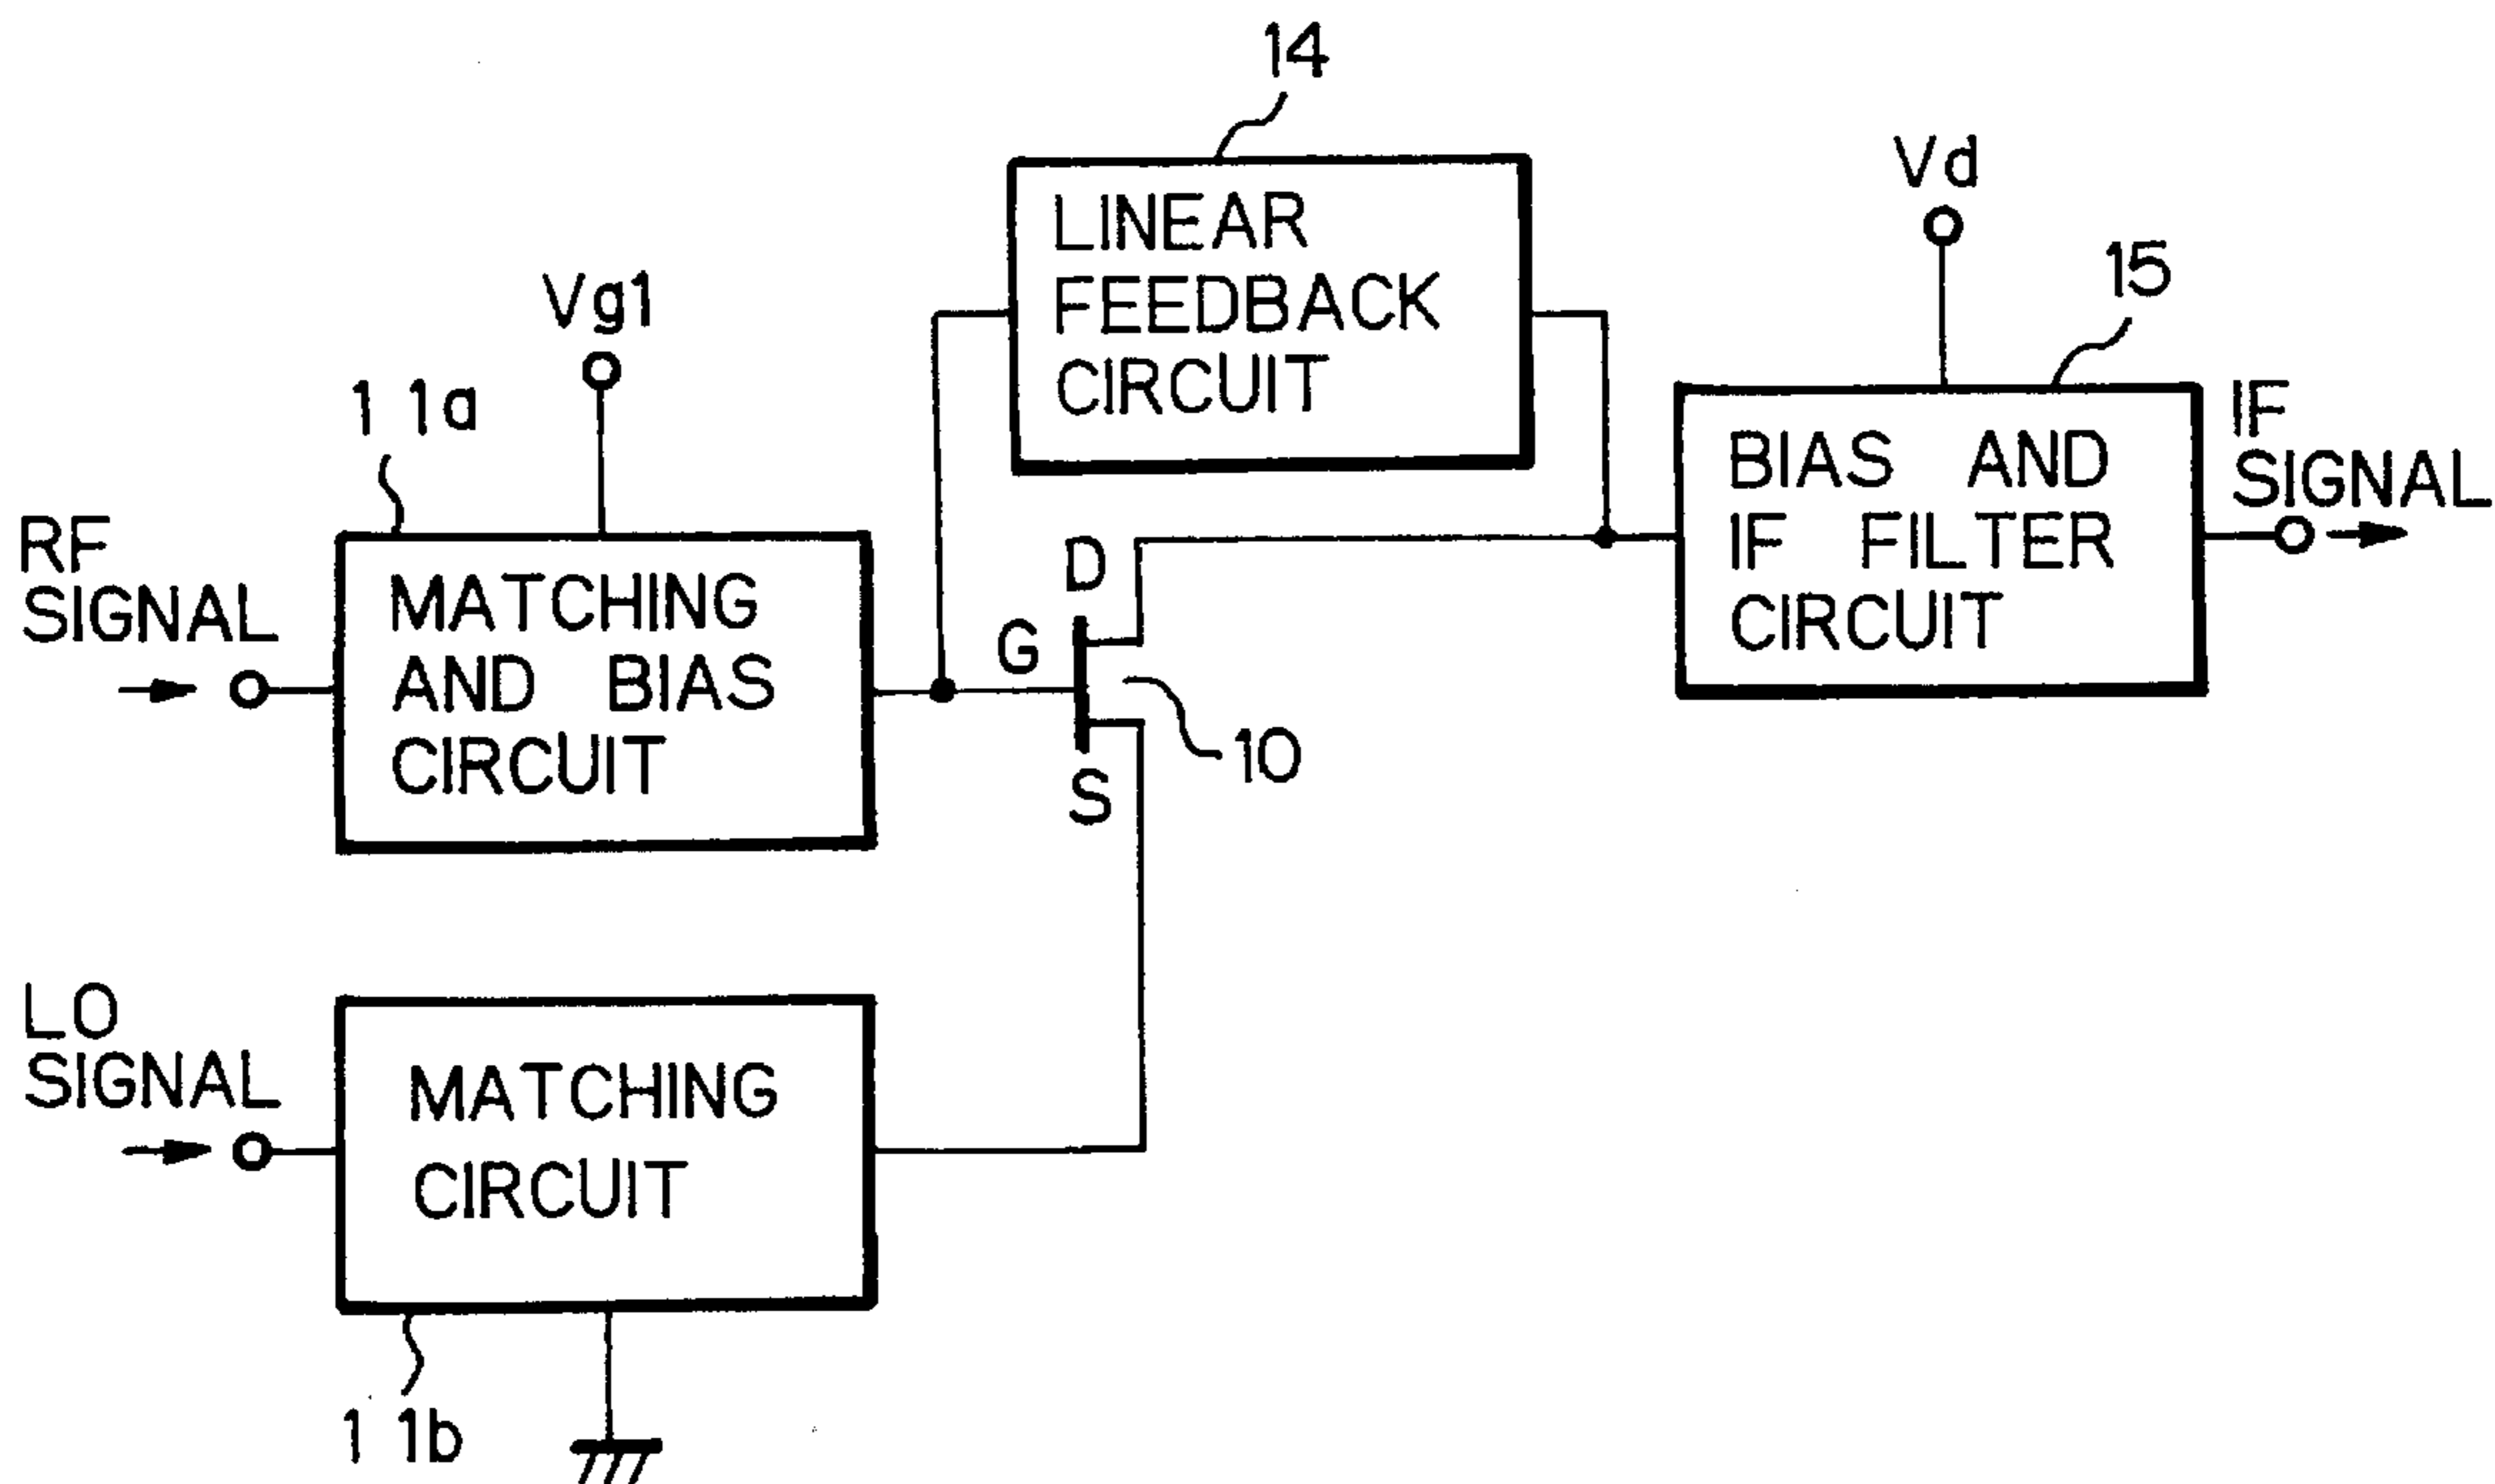 14
LINEAR
FEEDBACK
CIRCUIT
Vd
15
Vg1
11a
BIAS AND
IF FILTER
CIRCUIT
IF
SIGNAL
RF
SIGNAL
MATCHING
AND BIAS
CIRCUIT
D
G
S
10
LO
SIGNAL
MATCHING
CIRCUIT
11b